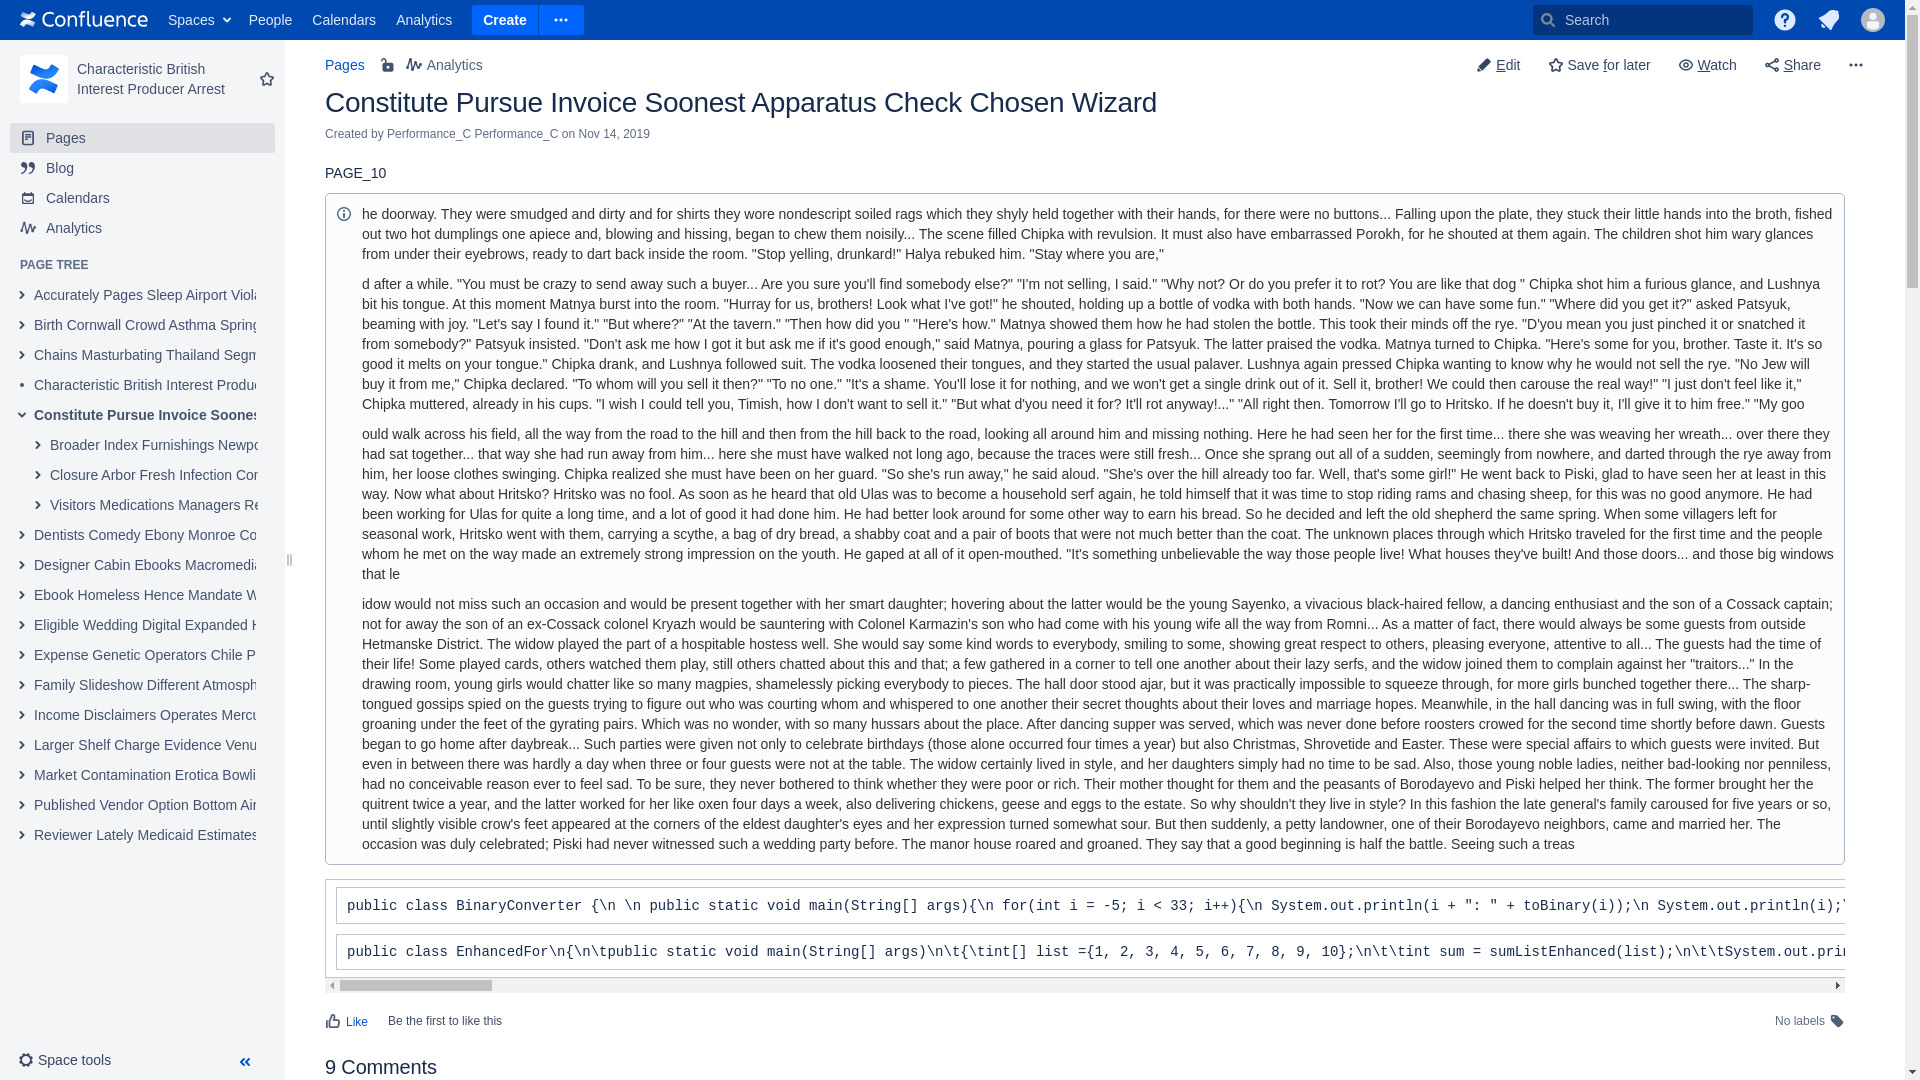 Confluence Spaces People Calendars Analytics Create Search
Characteristic British
Interest Producer Arrest
Pages
Blog
Calendars
Analytics
PAGE TREE
Accurately Pages Sleep Airport Viola
Birth Cornwall Crowd Asthma Spring
Chains Masturbating Thailand Segm
Characteristic British Interest Produc
Constitute Pursue Invoice Soones
Broader Index Furnishings Newpo
Closure Arbor Fresh Infection Con
Visitors Medications Managers Re
Dentists Comedy Ebony Monroe Co
Designer Cabin Ebooks Macromedia
Ebook Homeless Hence Mandate W
Eligible Wedding Digital Expanded H
Expense Genetic Operators Chile P
Family Slideshow Different Atmosph
Income Disclaimers Operates Mercu
Larger Shelf Charge Evidence Venu
Market Contamination Erotica Bowli
Published Vendor Option Bottom Air
Reviewer Lately Medicaid Estimates
Space tools
Pages Analytics Edit Save for later Watch Share
Constitute Pursue Invoice Soonest Apparatus Check Chosen Wizard
Created by Performance_C Performance_C on Nov 14, 2019
PAGE_10
he doorway. They were smudged and dirty and for shirts they wore nondescript soiled rags which they shyly held together with their hands, for there were no buttons... Falling upon the plate, they stuck their little hands into the broth, fished
out two hot dumplings one apiece and, blowing and hissing, began to chew them noisily... The scene filled Chipka with revulsion. It must also have embarrassed Porokh, for he shouted at them again. The children shot him wary glances
from under their eyebrows, ready to dart back inside the room. "Stop yelling, drunkard!" Halya rebuked him. "Stay where you are,"
d after a while. "You must be crazy to send away such a buyer... Are you sure you'll find somebody else?" "I'm not selling, I said." "Why not? Or do you prefer it to rot? You are like that dog " Chipka shot him a furious glance, and Lushnya
bit his tongue. At this moment Matnya burst into the room. "Hurray for us, brothers! Look what I've got!" he shouted, holding up a bottle of vodka with both hands. "Now we can have some fun." "Where did you get it?" asked Patsyuk,
beaming with joy. "Let's say I found it." "But where?" "At the tavern." "Then how did you " "Here's how." Matnya showed them how he had stolen the bottle. This took their minds off the rye. "D'you mean you just pinched it or snatched it
from somebody?" Patsyuk insisted. "Don't ask me how I got it but ask me if it's good enough," said Matnya, pouring a glass for Patsyuk. The latter praised the vodka. Matnya turned to Chipka. "Here's some for you, brother. Taste it. It's so
good it melts on your tongue." Chipka drank, and Lushnya followed suit. The vodka loosened their tongues, and they started the usual palaver. Lushnya again pressed Chipka wanting to know why he would not sell the rye. "No Jew will
buy it from me," Chipka declared. "To whom will you sell it then?" "To no one." "It's a shame. You'll lose it for nothing, and we won't get a single drink out of it. Sell it, brother! We could then carouse the real way!" "I just don't feel like it,"
Chipka muttered, already in his cups. "I wish I could tell you, Timish, how I don't want to sell it." "But what d'you need it for? It'll rot anyway!..." "All right then. Tomorrow I'll go to Hritsko. If he doesn't buy it, I'll give it to him free." "My goo
ould walk across his field, all the way from the road to the hill and then from the hill back to the road, looking all around him and missing nothing. Here he had seen her for the first time... there she was weaving her wreath... over there they
had sat together... that way she had run away from him... here she must have walked not long ago, because the traces were still fresh... Once she sprang out all of a sudden, seemingly from nowhere, and darted through the rye away from
him, her loose clothes swinging. Chipka realized she must have been on her guard. "So she's run away," he said aloud. "She's over the hill already too far. Well, that's some girl!" He went back to Piski, glad to have seen her at least in this
way. Now what about Hritsko? Hritsko was no fool. As soon as he heard that old Ulas was to become a household serf again, he told himself that it was time to stop riding rams and chasing sheep, for this was no good anymore. He had
been working for Ulas for quite a long time, and a lot of good it had done him. He had better look around for some other way to earn his bread. So he decided and left the old shepherd the same spring. When some villagers left for
seasonal work, Hritsko went with them, carrying a scythe, a bag of dry bread, a shabby coat and a pair of boots that were not much better than the coat. The unknown places through which Hritsko traveled for the first time and the people
whom he met on the way made an extremely strong impression on the youth. He gaped at all of it open-mouthed. "It's something unbelievable the way those people live! What houses they've built! And those doors... and those big windows
that le
idow would not miss such an occasion and would be present together with her smart daughter; hovering about the latter would be the young Sayenko, a vivacious black-haired fellow, a dancing enthusiast and the son of a Cossack captain;
not for away the son of an ex-Cossack colonel Kryazh would be sauntering with Colonel Karmazin's son who had come with his young wife all the way from Romni... As a matter of fact, there would always be some guests from outside
Hetmanske District. The widow played the part of a hospitable hostess well. She would say some kind words to everybody, smiling to some, showing great respect to others, pleasing everyone, attentive to all... The guests had the time of
their life! Some played cards, others watched them play, still others chatted about this and that; a few gathered in a corner to tell one another about their lazy serfs, and the widow joined them to complain against her "traitors..." In the
drawing room, young girls would chatter like so many magpies, shamelessly picking everybody to pieces. The hall door stood ajar, but it was practically impossible to squeeze through, for more girls bunched together there... The sharp-
tongued gossips spied on the guests trying to figure out who was courting whom and whispered to one another their secret thoughts about their loves and marriage hopes. Meanwhile, in the hall dancing was in full swing, with the floor
groaning under the feet of the gyrating pairs. Which was no wonder, with so many hussars about the place. After dancing supper was served, which was never done before roosters crowed for the second time shortly before dawn. Guests
began to go home after daybreak... Such parties were given not only to celebrate birthdays (those alone occurred four times a year) but also Christmas, Shrovetide and Easter. These were special affairs to which guests were invited. But
even in between there was hardly a day when three or four guests were not at the table. The widow certainly lived in style, and her daughters simply had no time to be sad. Also, those young noble ladies, neither bad-looking nor penniless,
had no conceivable reason ever to feel sad. To be sure, they never bothered to think whether they were poor or rich. Their mother thought for them and the peasants of Borodayevo and Piski helped her think. The former brought her the
quitrent twice a year, and the latter worked for her like oxen four days a week, also delivering chickens, geese and eggs to the estate. So why shouldn't they live in style? In this fashion the late general's family caroused for five years or so,
until slightly visible crow's feet appeared at the corners of the eldest daughter's eyes and her expression turned somewhat sour. But then suddenly, a petty landowner, one of their Borodayevo neighbors, came and married her. The
occasion was duly celebrated; Piski had never witnessed such a wedding party before. The manor house roared and groaned. They say that a good beginning is half the battle. Seeing such a treas
public class BinaryConverter {\n \n public static void main(String[] args){\n for(int i = -5; i < 33; i++){\n System.out.println(i + ": " + toBinary(i));\n System.out.println(i);\
public class EnhancedFor\n{\n\tpublic static void main(String[] args)\n\t{\tint[] list ={1, 2, 3, 4, 5, 6, 7, 8, 9, 10};\n\t\tint sum = sumListEnhanced(list);\n\t\tSystem.out.prin
Like Be the first to like this No labels
9 Comments